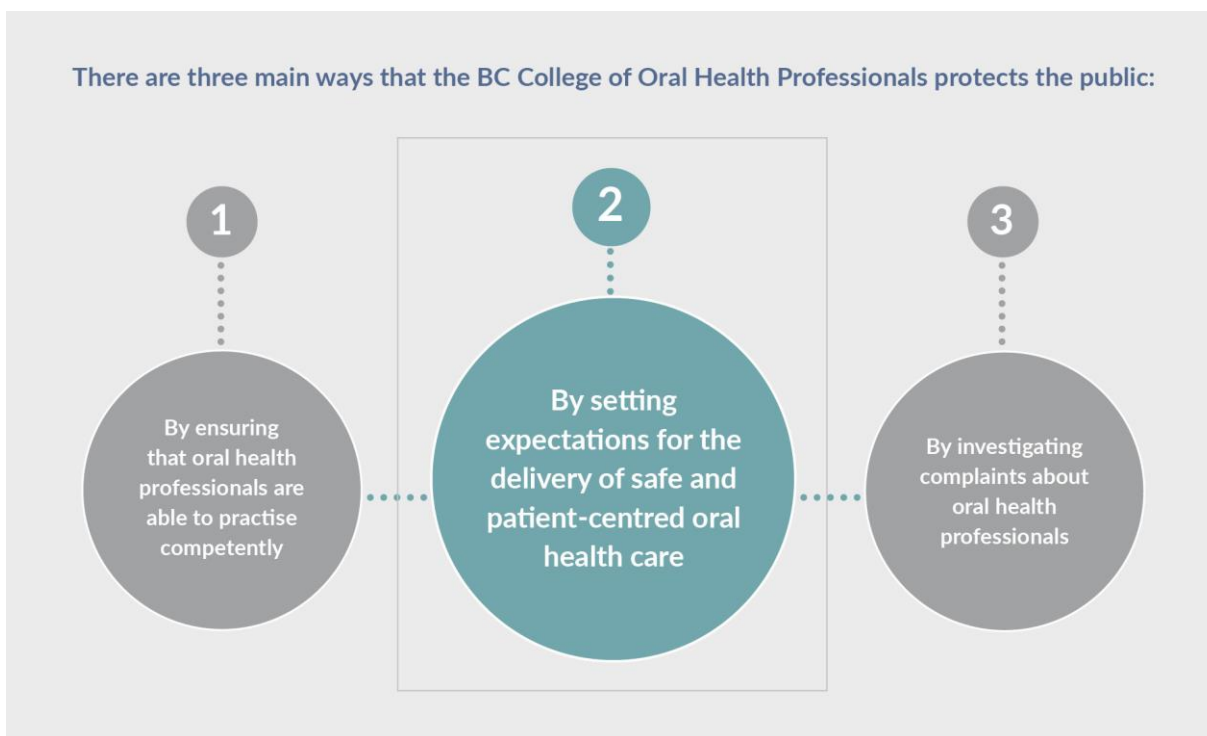 There are three main ways that the BC College of Oral Health Professionals protects the public:
1
By ensuring
that oral health
professionals are
able to practise
competently
2
By setting
expectations for the
delivery of safe and
patient-centred oral
health care
3
By investigating
complaints about
oral health
professionals